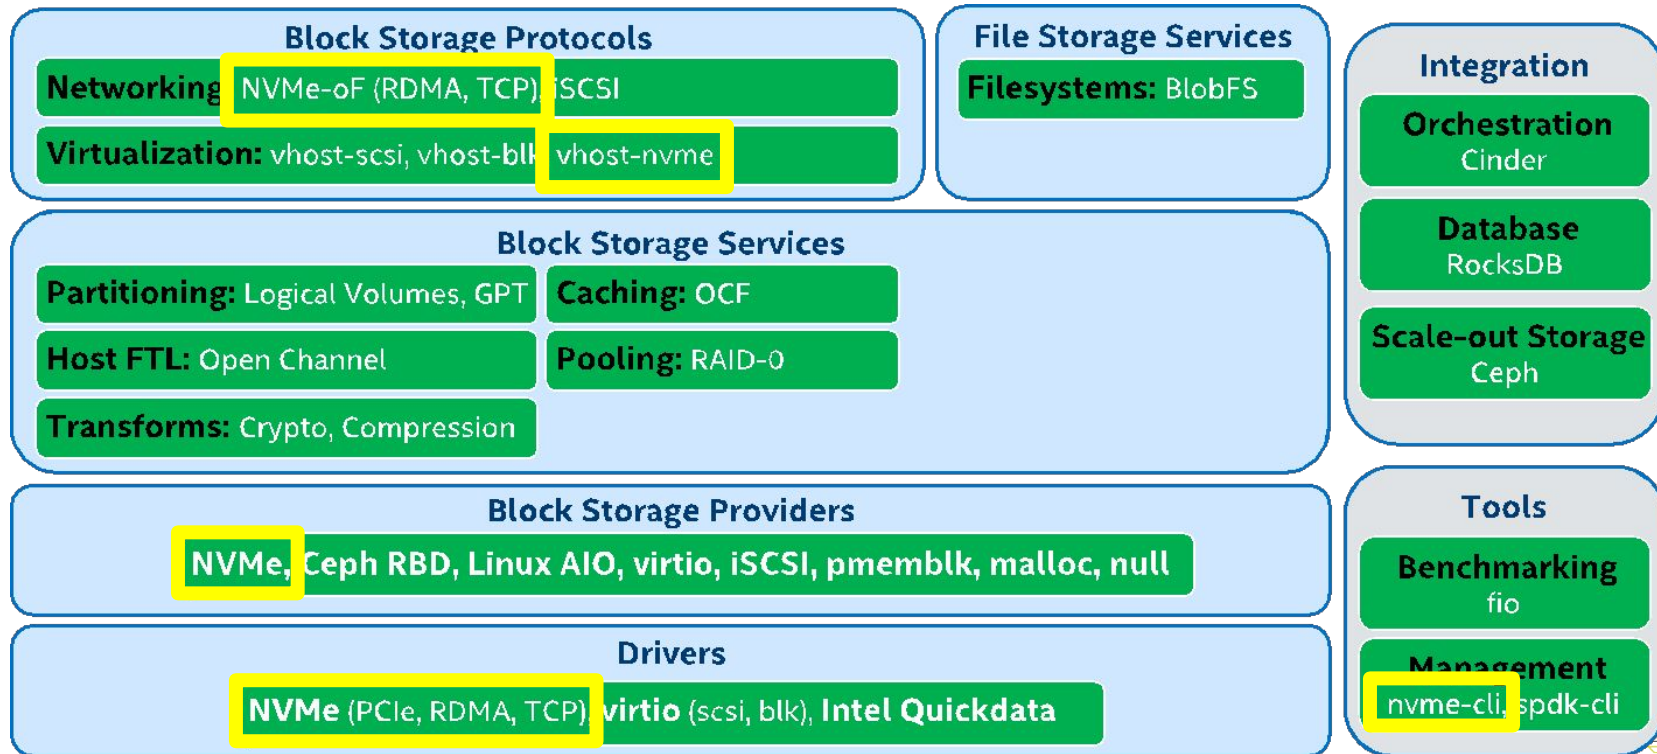 Block Storage Protocols
Networking: NVMe-oF (RDMA, TCP), iSCSI
Virtualization: vhost-scsi, vhost-blk, vhost-nvme
File Storage Services
Filesystems: BlobFS
Block Storage Services
Partitioning: Logical Volumes, GPT
Caching: OCF
Host FTL: Open Channel
Pooling: RAID-0
Transforms: Crypto, Compression
Block Storage Providers
NVMe, Ceph RBD, Linux AIO, virtio, iSCSI, pmemblk, malloc, null
Drivers
NVMe (PCIe, RDMA, TCP), virtio (scsi, blk), Intel Quickdata
Integration
Orchestration
Cinder
Database
RocksDB
Scale-out Storage
Ceph
Tools
Benchmarking
fio
Management
nvme-cli, spdk-cli